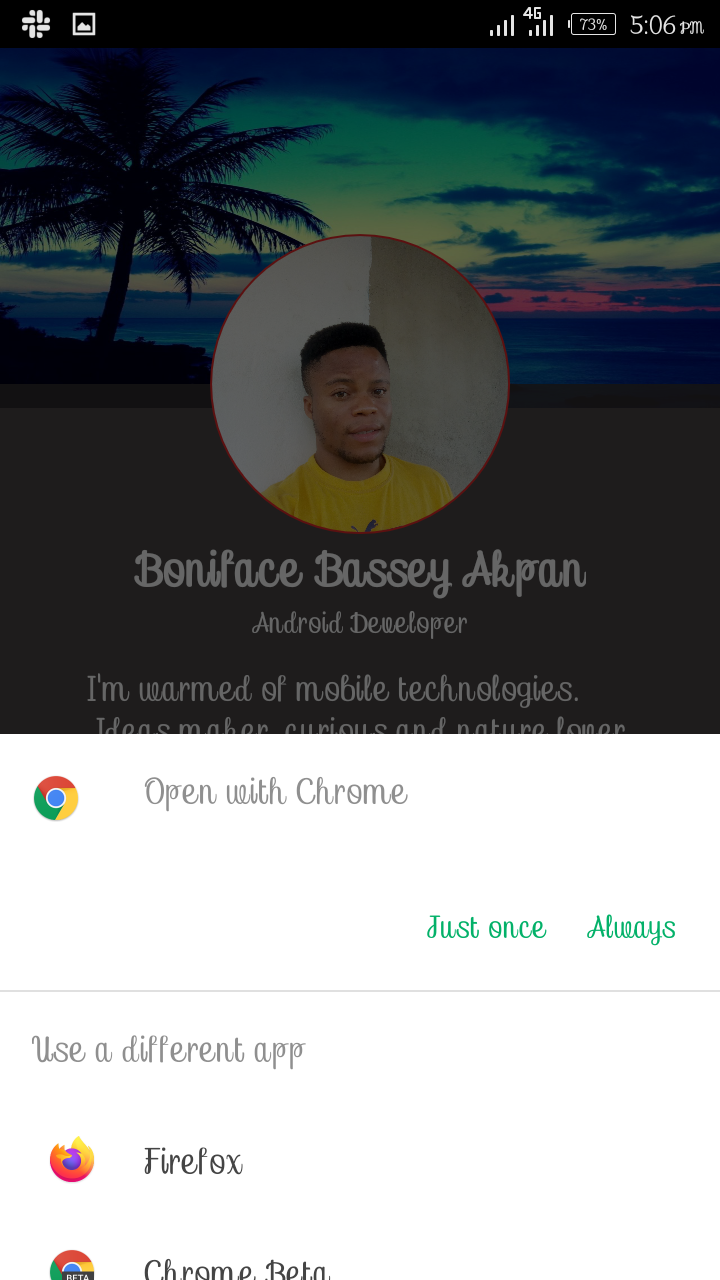 4G 73% 5:06 pm
Boniface Bassey Akpan
Android Developer
I'm warmed of mobile technologies.
Ideas maker, curious and nature lover
Open with Chrome
Just once Always
Use a different app
Firefox
BETA Chrome Beta